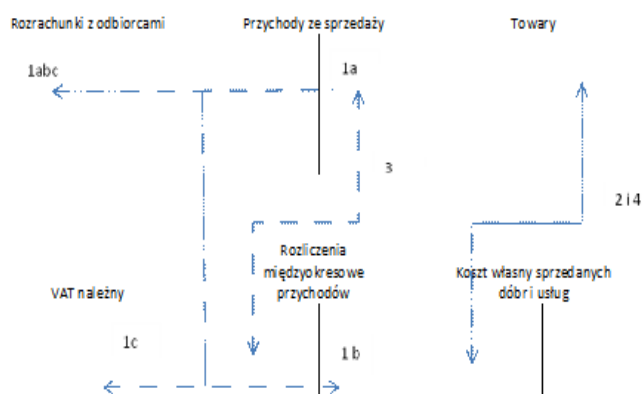 Rozrachunki z odbiorcami
Przychody ze sprzedaży
Towary
1abc
1a
3
2 i 4
Rozliczenia
międzyokresowe
przychodów
VAT należny
Koszt własny sprzedanych
dóbr i usług
1c
1b